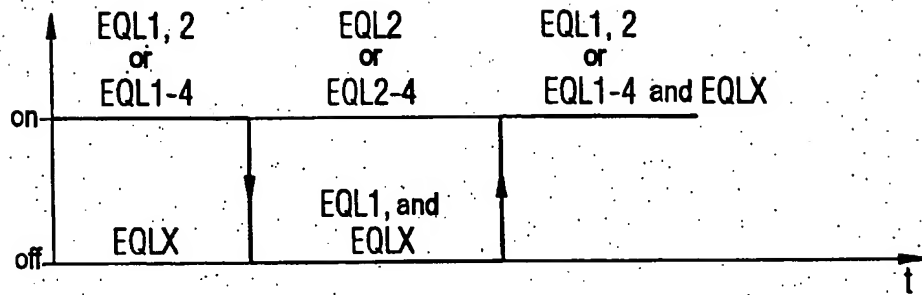 EQL1, 2
or
EQL1-4
EQL2
or
EQL2-4
EQL1, 2
or
EQL1-4 and EQLX
on
EQLX
EQL1, and
EQLX
off
t